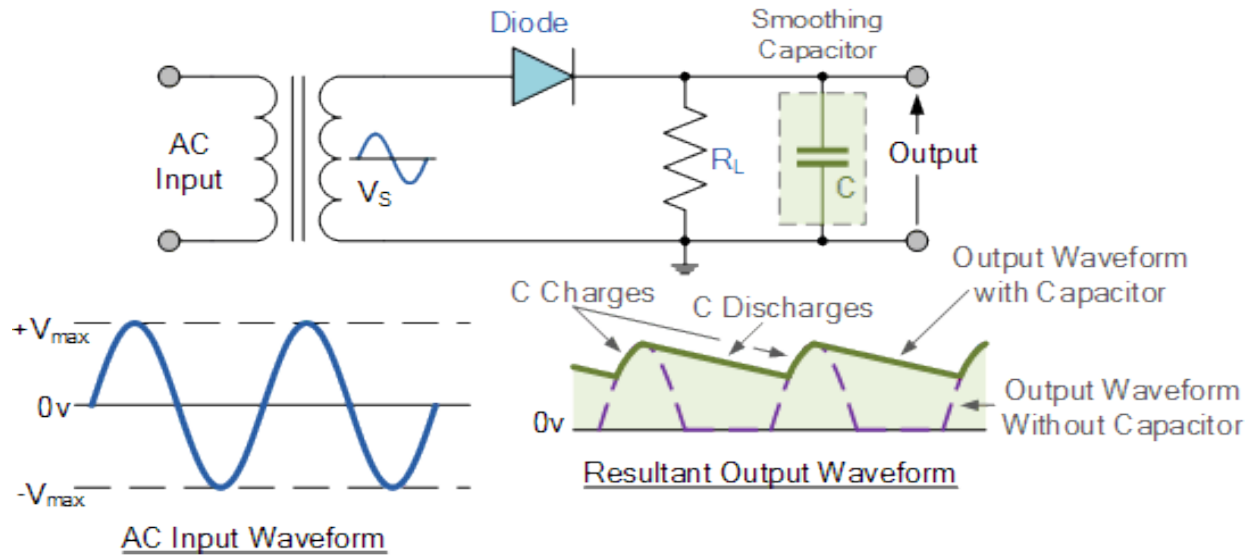 Diode
Smoothing
Capacitor
AC
Input
VS
RL
C
Output
Output Waveform
with Capacitor
C Charges
C Discharges
+Vmax
0v
-Vmax
AC Input Waveform
0v
Output Waveform
Without Capacitor
Resultant Output Waveform